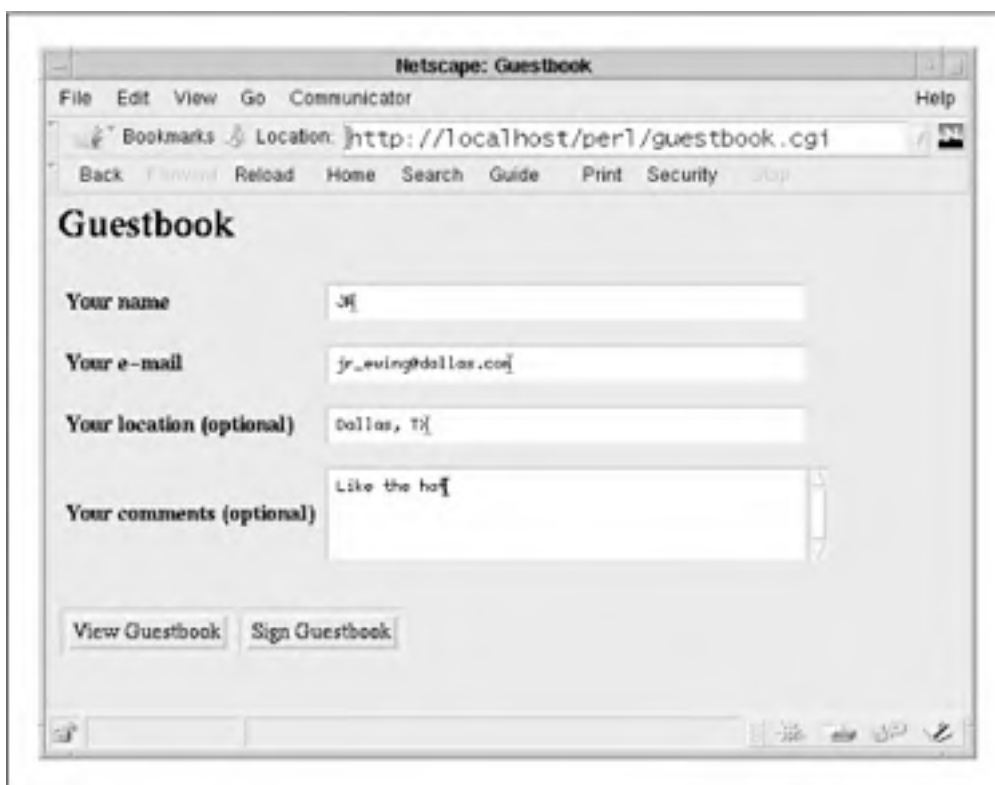 Netscape: Guestbook
File Edit View Go Communicator Help
Bookmarks Location: http://localhost/perl/guestbook.cgi
Back Forward Reload Home Search Guide Print Security Stop
Guestbook
Your name JR
Your e-mail jr_ewing@dallas.com
Your location (optional) Dallas, TX
Your comments (optional) Like the hat
View Guestbook Sign Guestbook